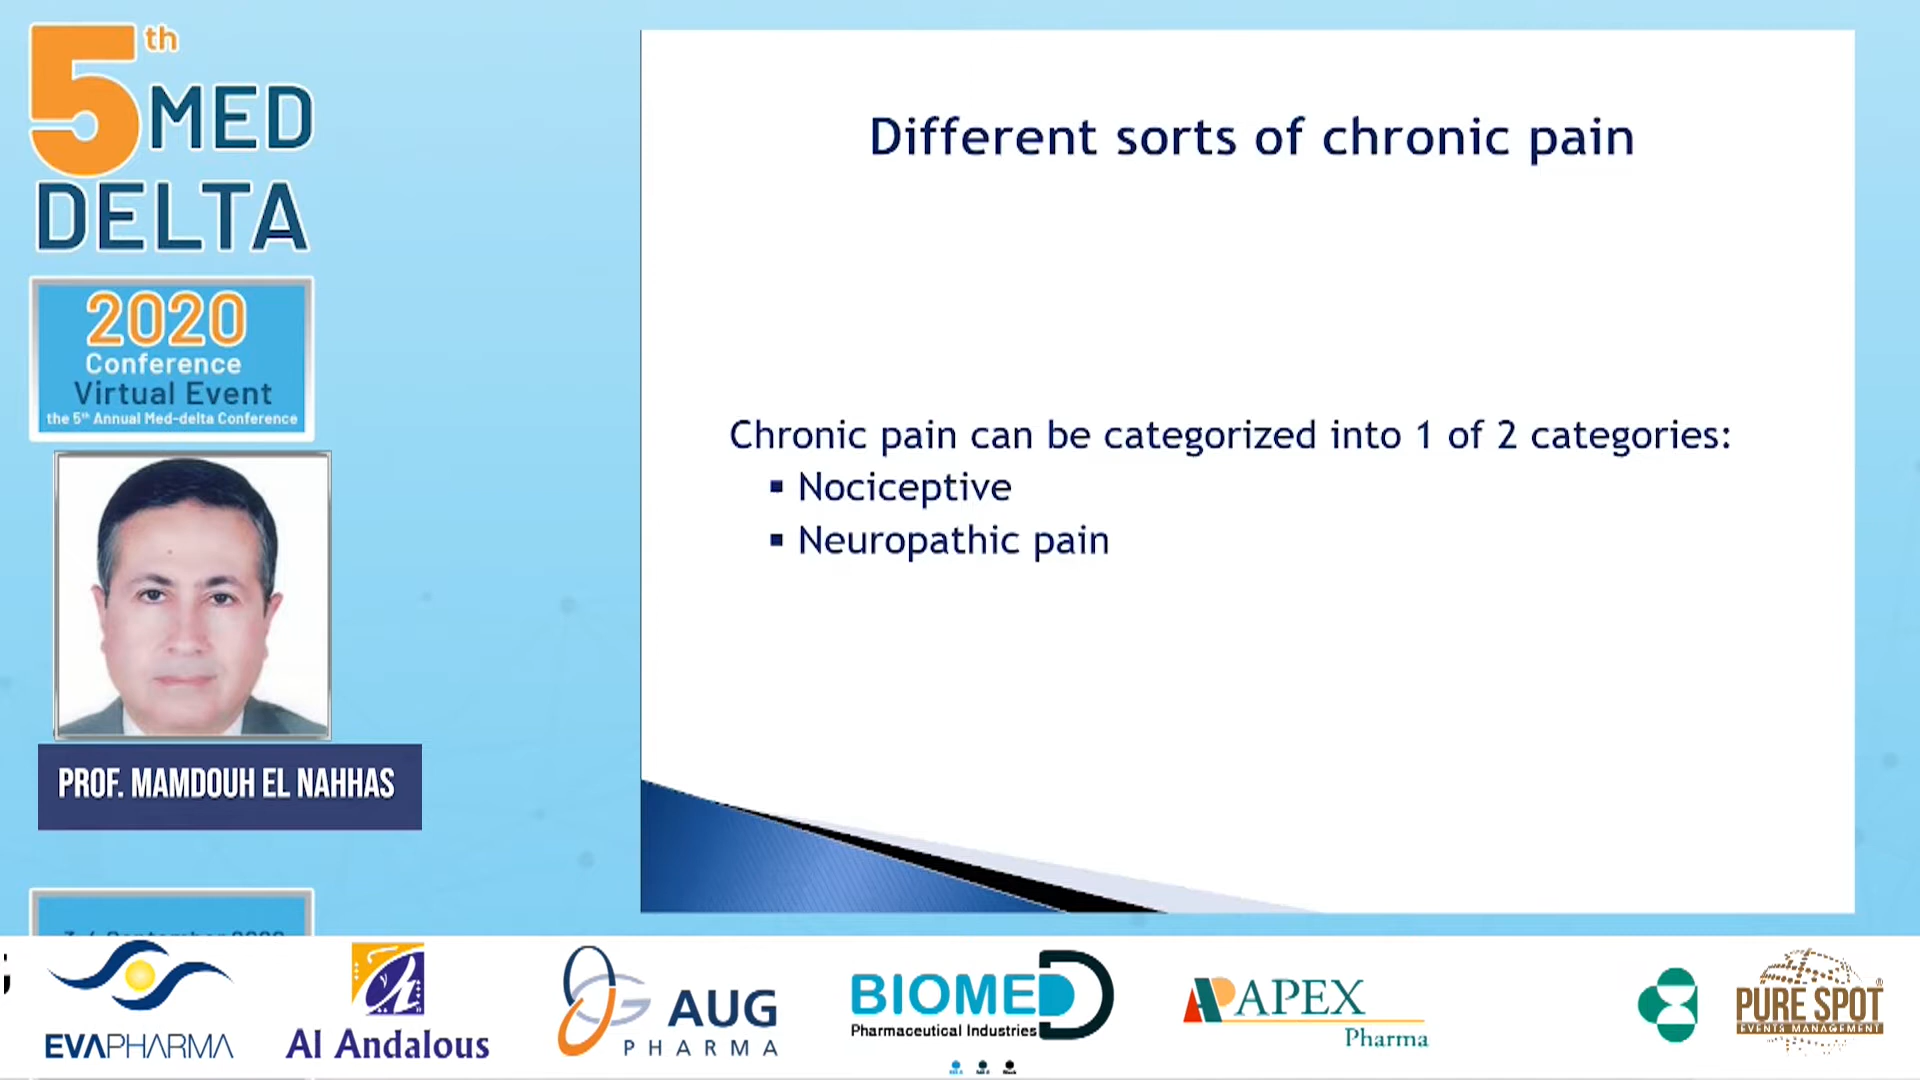 5th
MED
DELTA
2020
Conference
Virtual Event
the 5th Annual Med-delta Conference
PROF. MAMDOUH EL NAHHAS
Different sorts of chronic pain
Chronic pain can be categorized into 1 of 2 categories:
▪ Nociceptive
▪ Neuropathic pain
EVAPHARMA
Al Andalous
AUG
PHARMA
BIOMED
Pharmaceutical Industries
APEX
Pharma
PURE SPOT®
EVENTS MANAGEMENT